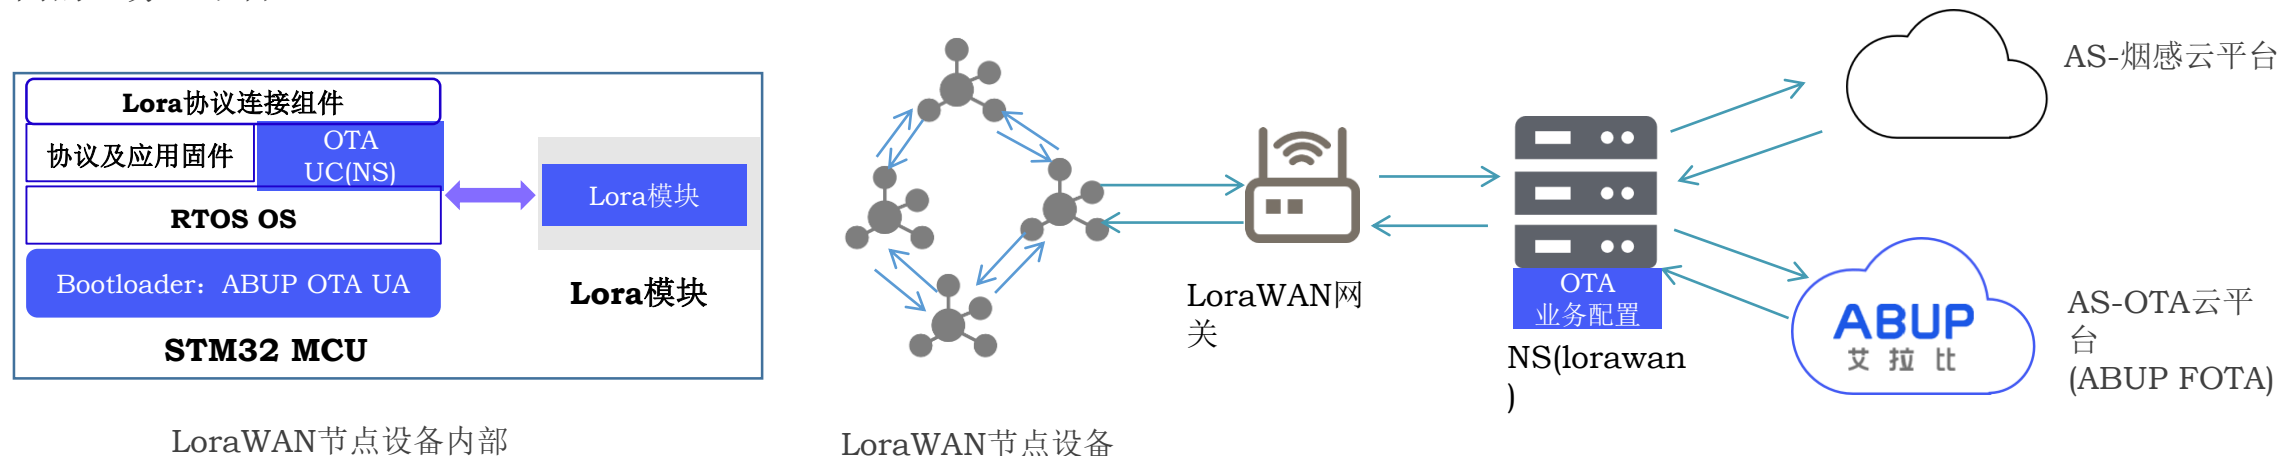 Lora协议连接组件
协议及应用固件
OTA
UC(NS)
RTOS OS
Bootloader：ABUP OTA UA
STM32 MCU
Lora模块
Lora模块
LoraWAN节点设备内部
LoraWAN节点设备
LoraWAN网
关
OTA
业务配置
NS(lorawan
)
AS-烟感云平台
ABUP
艾拉比
AS-OTA云平
台
(ABUP FOTA)